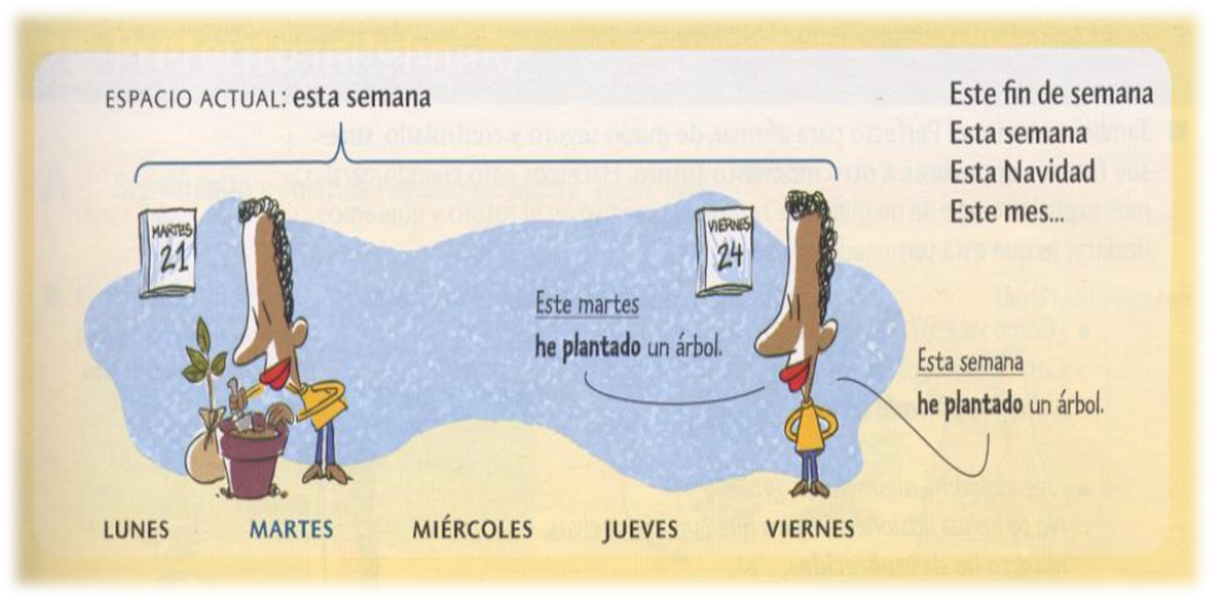 ESPACIO ACTUAL: esta semana
Este fin de semana
Esta semana
Esta Navidad
Este mes...
MARTES
21
VIERNES
24
Este martes
he plantado un árbol.
Esta semana
he plantado un árbol.
LUNES MARTES MIÉRCOLES JUEVES VIERNES